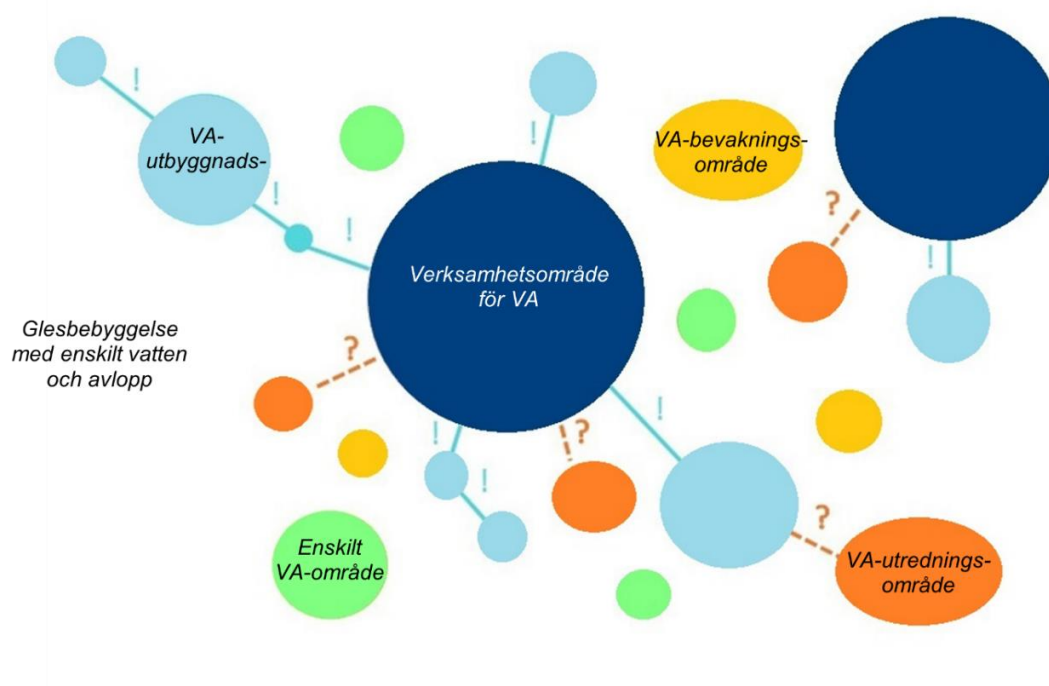 !
VA-
utbyggnads-
!
!
!
VA-bevaknings-
område
?
!
Verksamhetsområde
för VA
Glesbebyggelse
med enskilt vatten
och avlopp
?
!
?
!
!
?
Enskilt
VA-område
VA-utrednings-
område